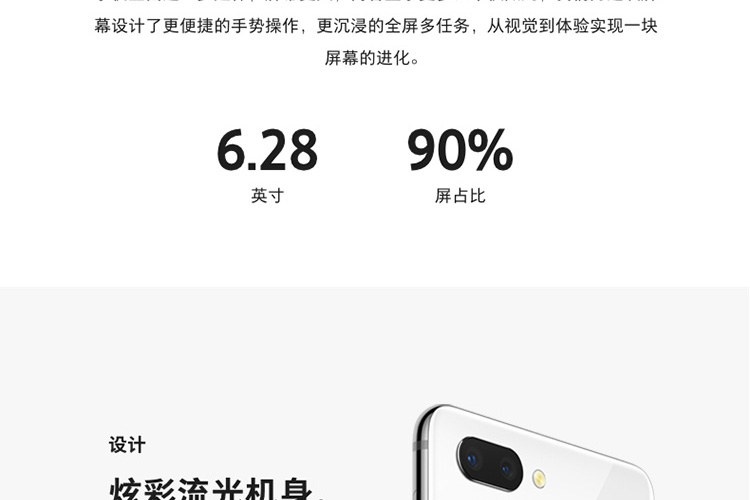 幕设计了更便捷的手势操作，更沉浸的全屏多任务，从视觉到体验实现一块
屏幕的进化。
6.28
90%
英寸
屏占比
设计
炫彩流光机身，